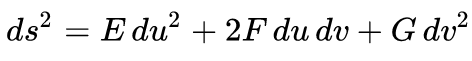 ds² = E du² + 2F du dv + G dv²